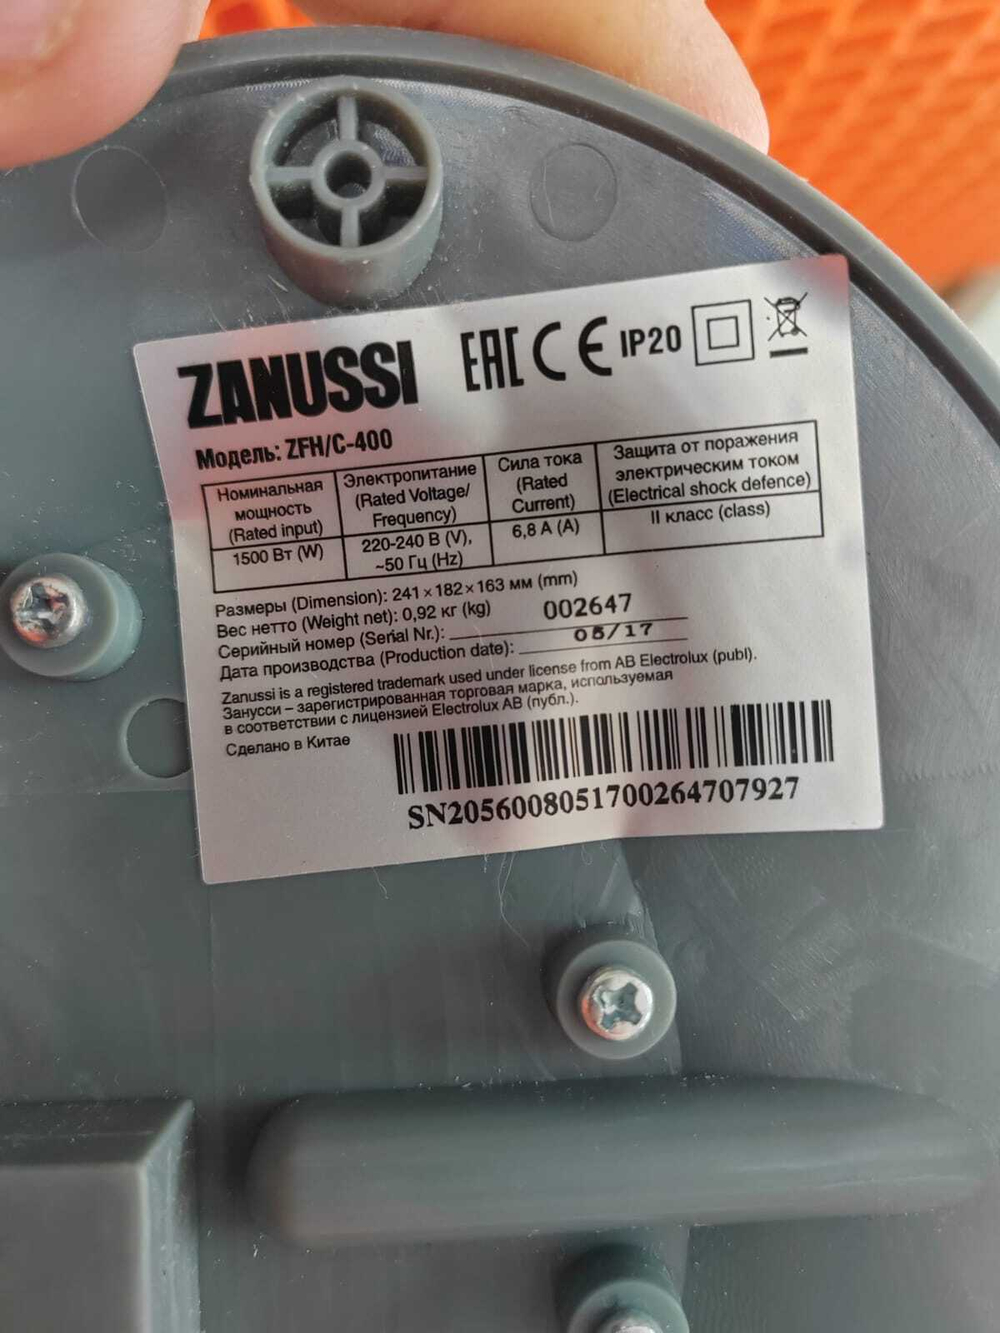 ZANUSSI EAC CE IP20
Модель: ZFH/C-400
Номинальная мощность (Rated input)
Электропитание (Rated Voltage/ Frequency)
Сила тока (Rated Current)
Защита от поражения электрическим током (Electrical shock defence)
1500 Вт (W)
220-240 В (V), ~50 Гц (Hz)
6,8 А (A)
II класс (class)
Размеры (Dimension): 241 × 182 × 163 мм (mm)
Вес нетто (Weight net): 0,92 кг (kg)
Серийный номер (Serial Nr.): 002647
Дата производства (Production date): 05/17
Zanussi is a registered trademark used under license from AB Electrolux (publ).
Занусси – зарегистрированная торговая марка, используемая
в соответствии с лицензией Electrolux AB (публ.).
Сделано в Китае
SN2056008051700264707927